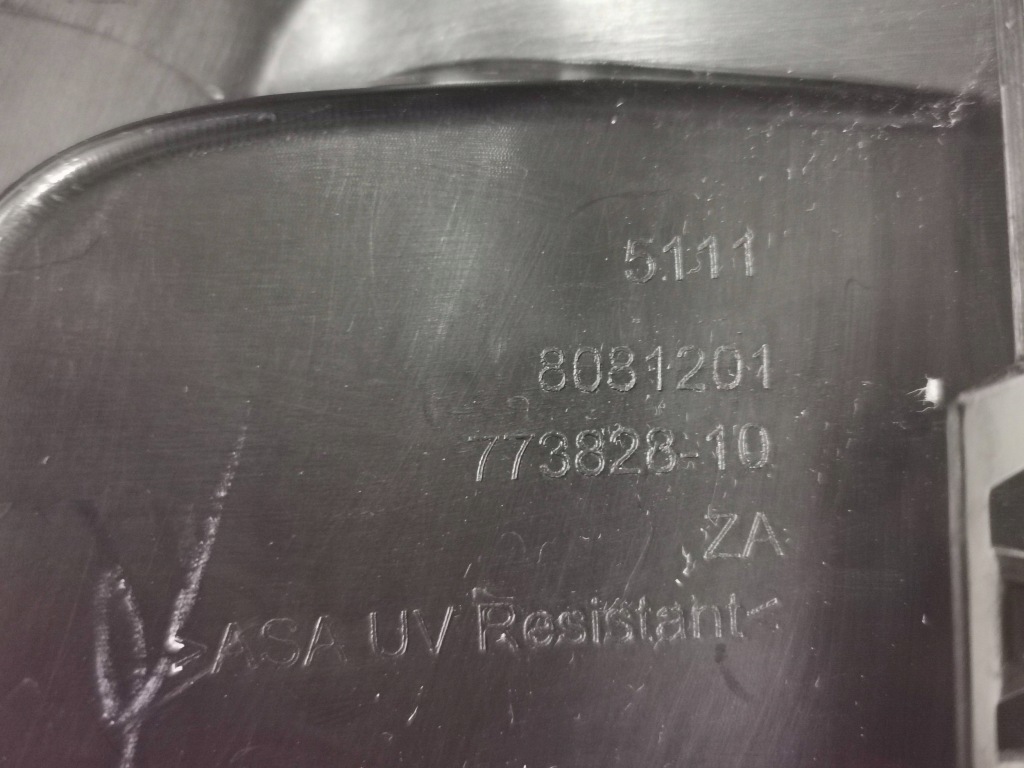 5111
8081201
773828-10
ZA
>ASA UV Resistant<